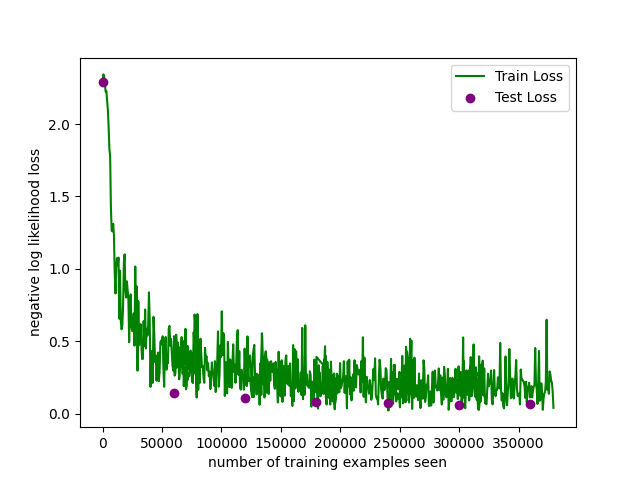 Train Loss
Test Loss
2.0
1.5
1.0
0.5
0.0
negative log likelihood loss
0 50000 100000 150000 200000 250000 300000 350000
number of training examples seen